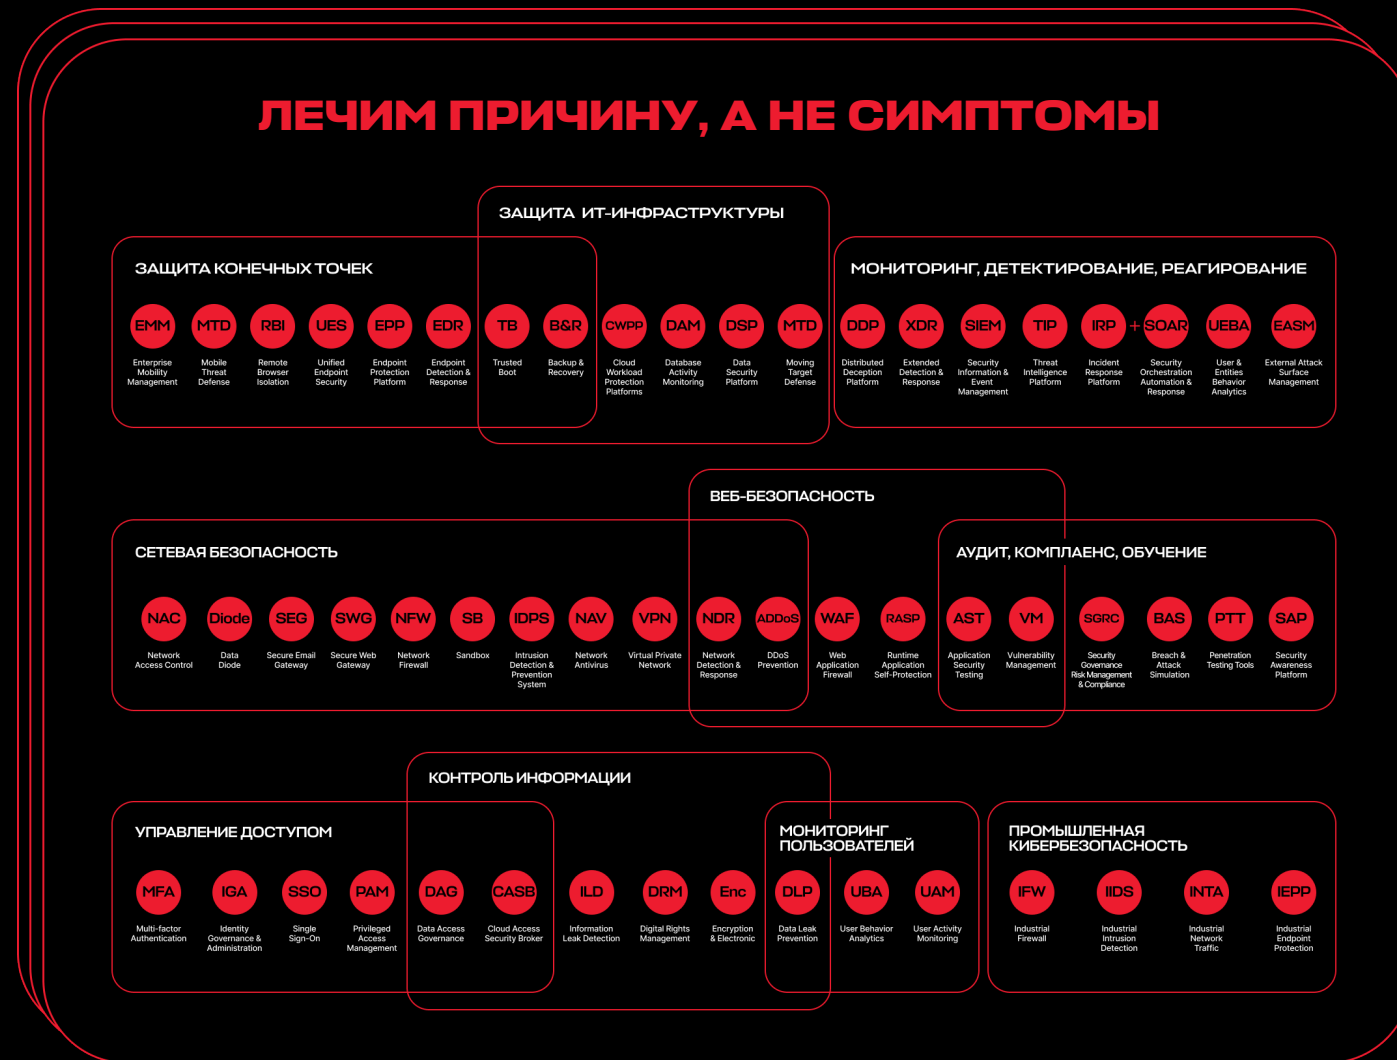 ЛЕЧИМ ПРИЧИНУ, А НЕ СИМПТОМЫ
ЗАЩИТА ИТ-ИНФРАСТРУКТУРЫ
ЗАЩИТА КОНЕЧНЫХ ТОЧЕК
МОНИТОРИНГ, ДЕТЕКТИРОВАНИЕ, РЕАГИРОВАНИЕ
EMM
Enterprise
Mobility
Management
MTD
Mobile
Threat
Defense
RBI
Remote
Browser
Isolation
UES
Unified
Endpoint
Security
EPP
Endpoint
Protection
Platform
EDR
Endpoint
Detection &
Response
TB
Trusted
Boot
B&R
Backup &
Recovery
CWPP
Cloud
Workload
Protection
Platforms
DAM
Database
Activity
Monitoring
DSP
Data
Security
Platform
MTD
Moving
Target
Defense
DDP
Distributed
Deception
Platform
XDR
Extended
Detection &
Response
SIEM
Security
Information &
Event
Management
TIP
Threat
Intelligence
Platform
IRP
Incident
Response
Platform
+
SOAR
Security
Orchestration
Automation &
Response
UEBA
User &
Entities
Behavior
Analytics
EASM
External Attack
Surface
Management
ВЕБ-БЕЗОПАСНОСТЬ
СЕТЕВАЯ БЕЗОПАСНОСТЬ
АУДИТ, КОМПЛАЕНС, ОБУЧЕНИЕ
NAC
Network
Access Control
Diode
Data
Diode
SEG
Secure Email
Gateway
SWG
Secure Web
Gateway
NFW
Network
Firewall
SB
Sandbox
IDPS
Intrusion
Detection &
Prevention
System
NAV
Network
Antivirus
VPN
Virtual Private
Network
NDR
Network
Detection &
Response
ADDoS
DDoS
Prevention
WAF
Web
Application
Firewall
RASP
Runtime
Application
Self-Protection
AST
Application
Security
Testing
VM
Vulnerability
Management
SGRC
Security
Governance
Risk Management
& Compliance
BAS
Breach &
Attack
Simulation
PTT
Penetration
Testing Tools
SAP
Security
Awareness
Platform
КОНТРОЛЬ ИНФОРМАЦИИ
УПРАВЛЕНИЕ ДОСТУПОМ
МОНИТОРИНГ
ПОЛЬЗОВАТЕЛЕЙ
ПРОМЫШЛЕННАЯ
КИБЕРБЕЗОПАСНОСТЬ
MFA
Multi-factor
Authentication
IGA
Identity
Governance &
Administration
SSO
Single
Sign-On
PAM
Privileged
Access
Management
DAG
Data Access
Governance
CASB
Cloud Access
Security Broker
ILD
Information
Leak Detection
DRM
Digital Rights
Management
Enc
Encryption
& Electronic
DLP
Data Leak
Prevention
UBA
User Behavior
Analytics
UAM
User Activity
Monitoring
IFW
Industrial
Firewall
IIDS
Industrial
Intrusion
Detection
INTA
Industrial
Network
Traffic
IEPP
Industrial
Endpoint
Protection